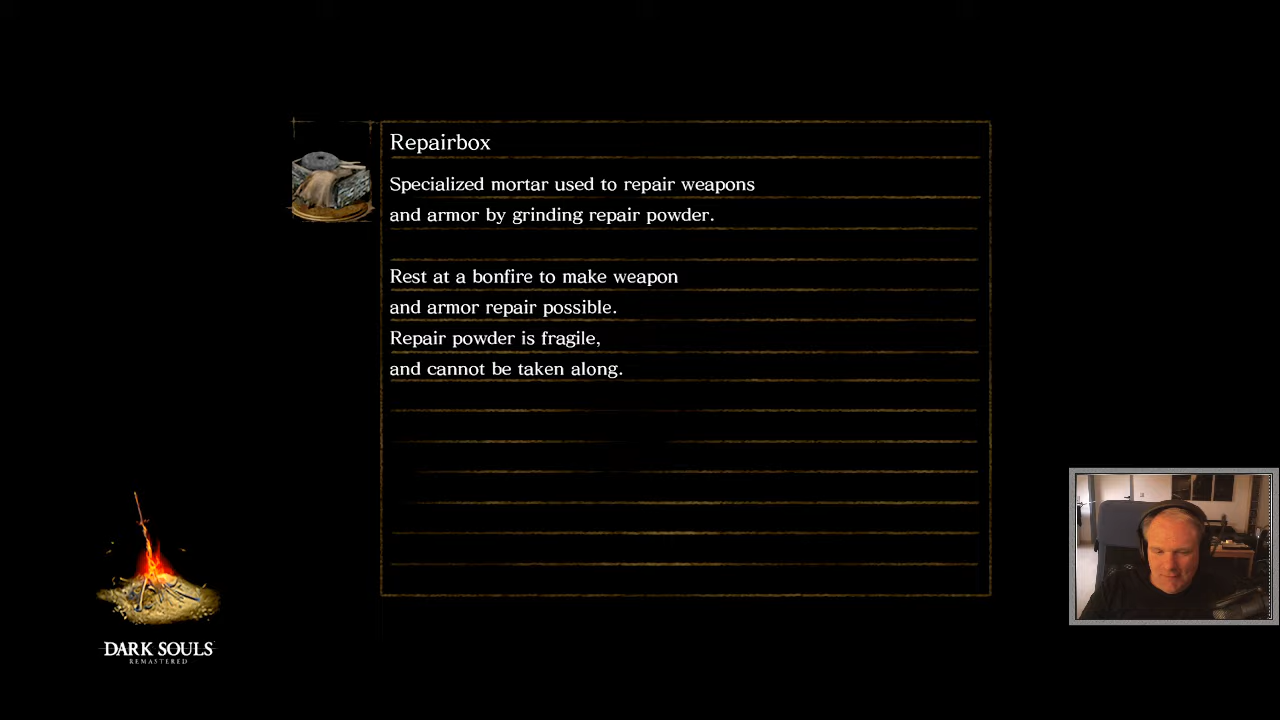 Repairbox
Specialized mortar used to repair weapons
and armor by grinding repair powder.
Rest at a bonfire to make weapon
and armor repair possible.
Repair powder is fragile,
and cannot be taken along.
DARK SOULS
REMASTERED